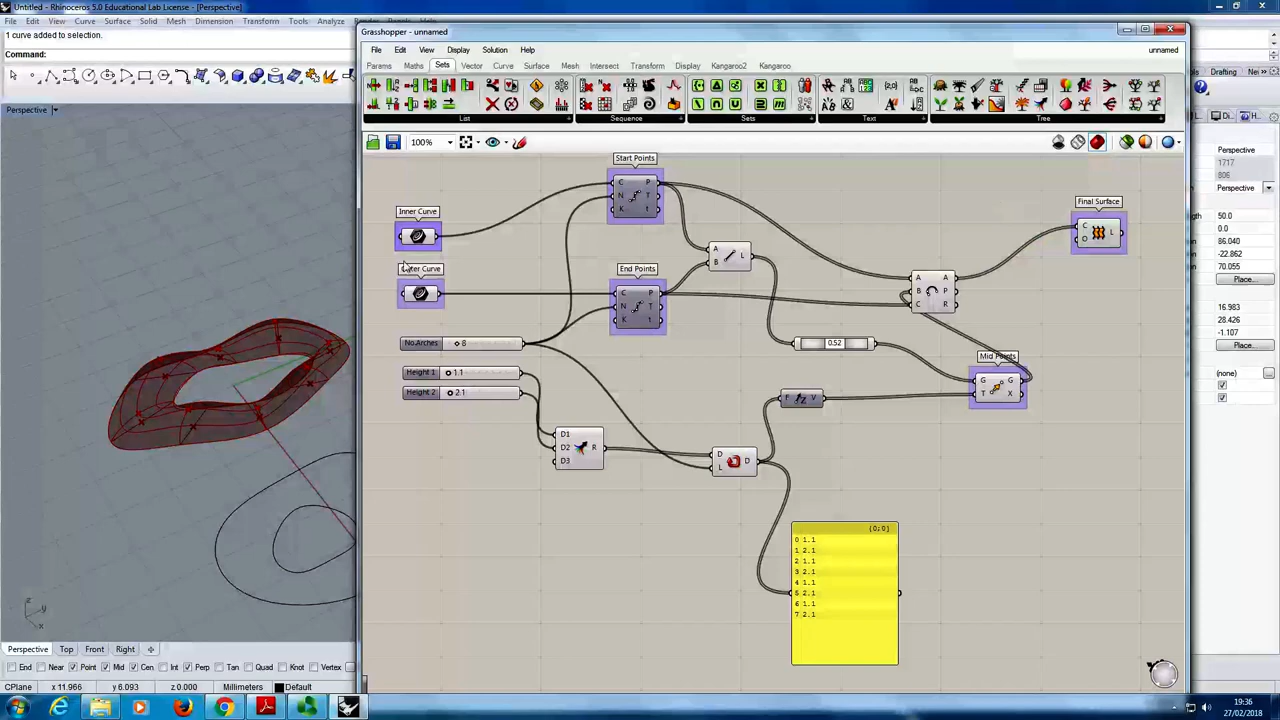 Untitled - Rhinoceros 5.0 Educational Lab License - [Perspective]
File Edit View Curve Surface Solid Mesh Dimension Transform Tools Analyze
1 curve added to selection.
Command:
Perspective
Grasshopper - unnamed
File Edit View Display Solution Help
unnamed
Params Maths Sets Vector Curve Surface Mesh Intersect Transform Display Kangaroo2 Kangaroo
List Sequence Sets Text Tree
100%
Start Points
C P
N T
K t
Inner Curve
Final Surface
C L
O
A L
B
End Points
C P
N T
K t
A A
B P
C R
No.Arches 8
0.52
Mid Points
G G
T X
Height 1 1.1
Height 2 2.1
F V
D1
D2 R
D3
D D
L
{0;0}
0 1.1
1 2.1
2 1.1
3 2.1
4 1.1
5 2.1
6 1.1
7 2.1
z
y
x
Drafting
Perspective
1717
806
Perspective
50.0
0.0
86.040
-22.862
70.055
Place...
16.983
28.426
-1.107
Place...
(none)
Perspective Top Front Right
End Near Point Mid Cen Int Perp Tan Quad Knot Vertex
CPlane x 11.966 y 6.093 z 0.000 Millimeters Default
19:36
27/02/2018